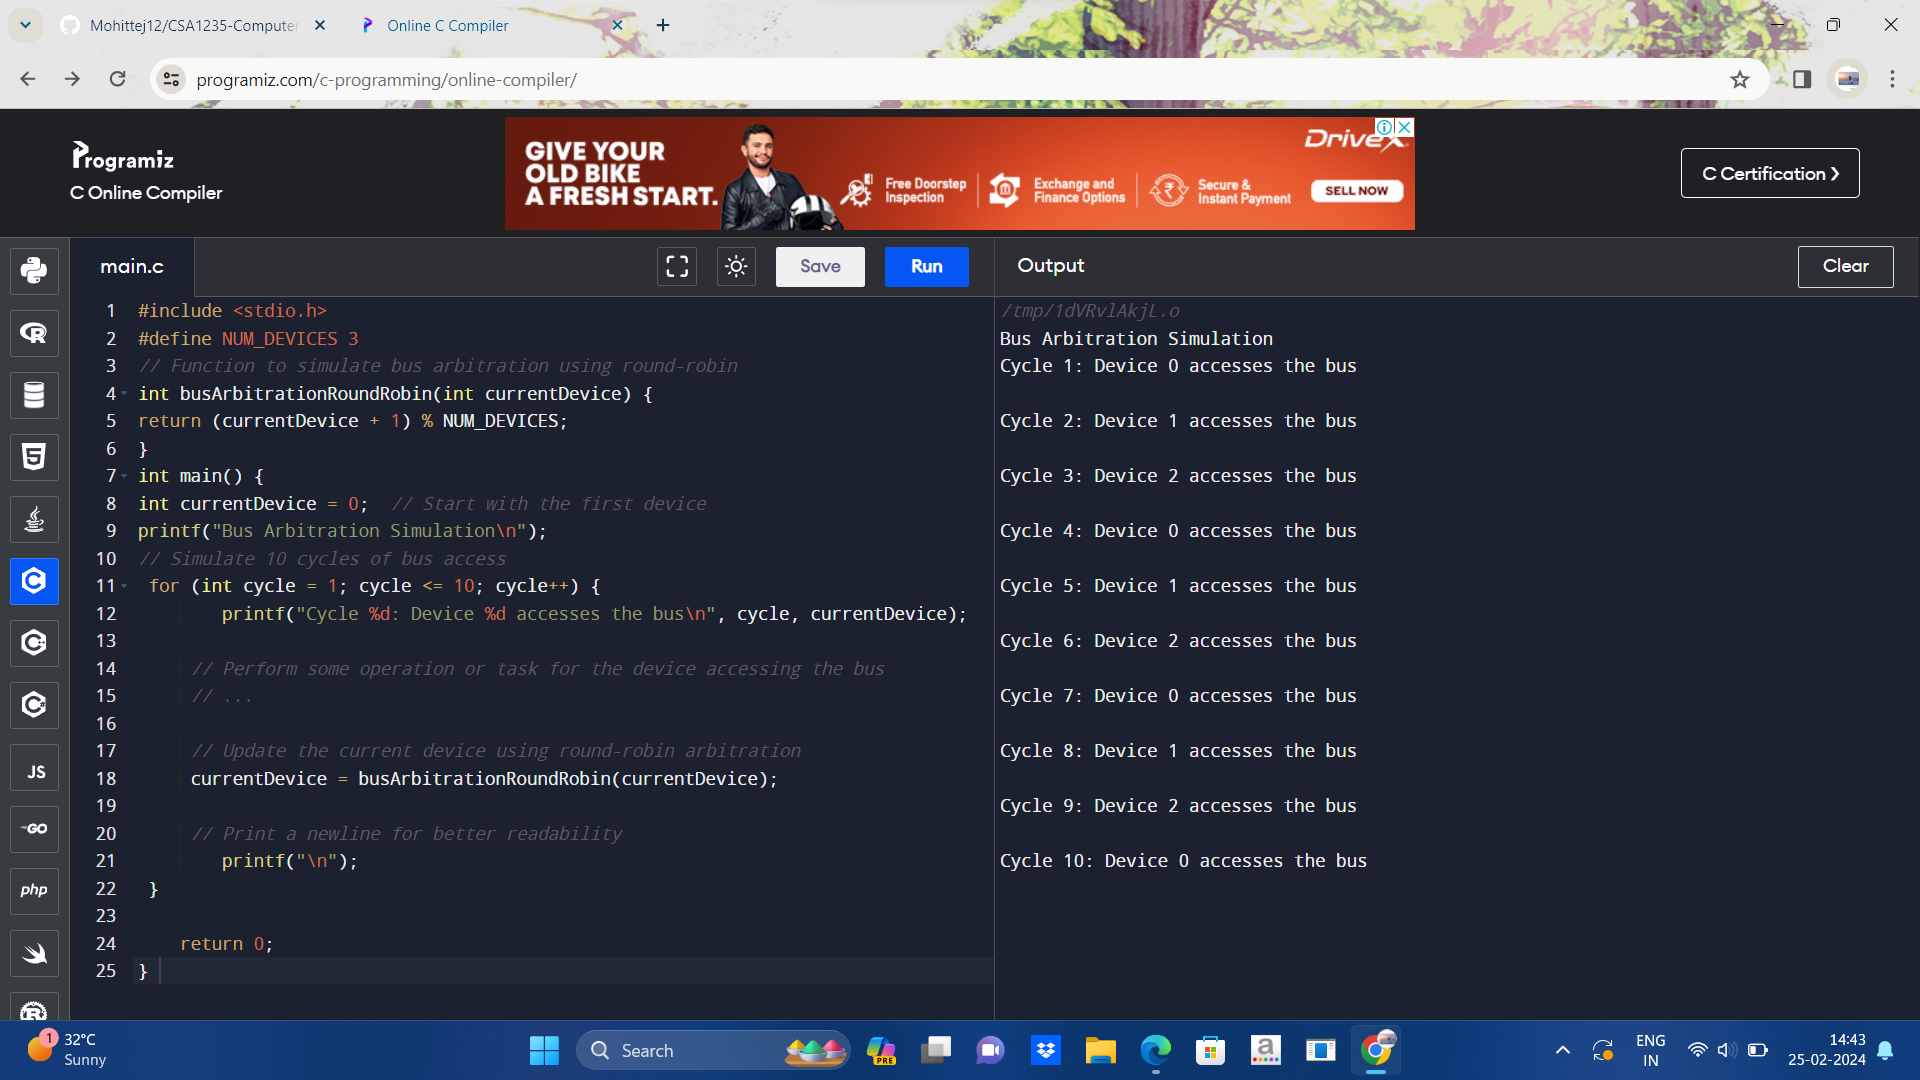 Mohittej12/CSA1235-Computer
Online C Compiler
programiz.com/c-programming/online-compiler/
Programiz
C Online Compiler
GIVE YOUR
OLD BIKE
A FRESH START.
Free Doorstep
Inspection
Exchange and
Finance Options
Secure &
Instant Payment
DriveX
SELL NOW
C Certification ❯
main.c
Save
Run
Output
Clear
1 #include <stdio.h>
2 #define NUM_DEVICES 3
3 // Function to simulate bus arbitration using round-robin
4 int busArbitrationRoundRobin(int currentDevice) {
5 return (currentDevice + 1) % NUM_DEVICES;
6 }
7 int main() {
8 int currentDevice = 0;  // Start with the first device
9 printf("Bus Arbitration Simulation\n");
10 // Simulate 10 cycles of bus access
11 for (int cycle = 1; cycle <= 10; cycle++) {
12 printf("Cycle %d: Device %d accesses the bus\n", cycle, currentDevice);
13
14 // Perform some operation or task for the device accessing the bus
15 // ...
16
17 // Update the current device using round-robin arbitration
18 currentDevice = busArbitrationRoundRobin(currentDevice);
19
20 // Print a newline for better readability
21 printf("\n");
22 }
23
24 return 0;
25 }
/tmp/1dVRvlAkjL.o
Bus Arbitration Simulation
Cycle 1: Device 0 accesses the bus
Cycle 2: Device 1 accesses the bus
Cycle 3: Device 2 accesses the bus
Cycle 4: Device 0 accesses the bus
Cycle 5: Device 1 accesses the bus
Cycle 6: Device 2 accesses the bus
Cycle 7: Device 0 accesses the bus
Cycle 8: Device 1 accesses the bus
Cycle 9: Device 2 accesses the bus
Cycle 10: Device 0 accesses the bus
JS
GO
php
1
32°C
Sunny
Search
PRE
a
ENG
IN
14:43
25-02-2024